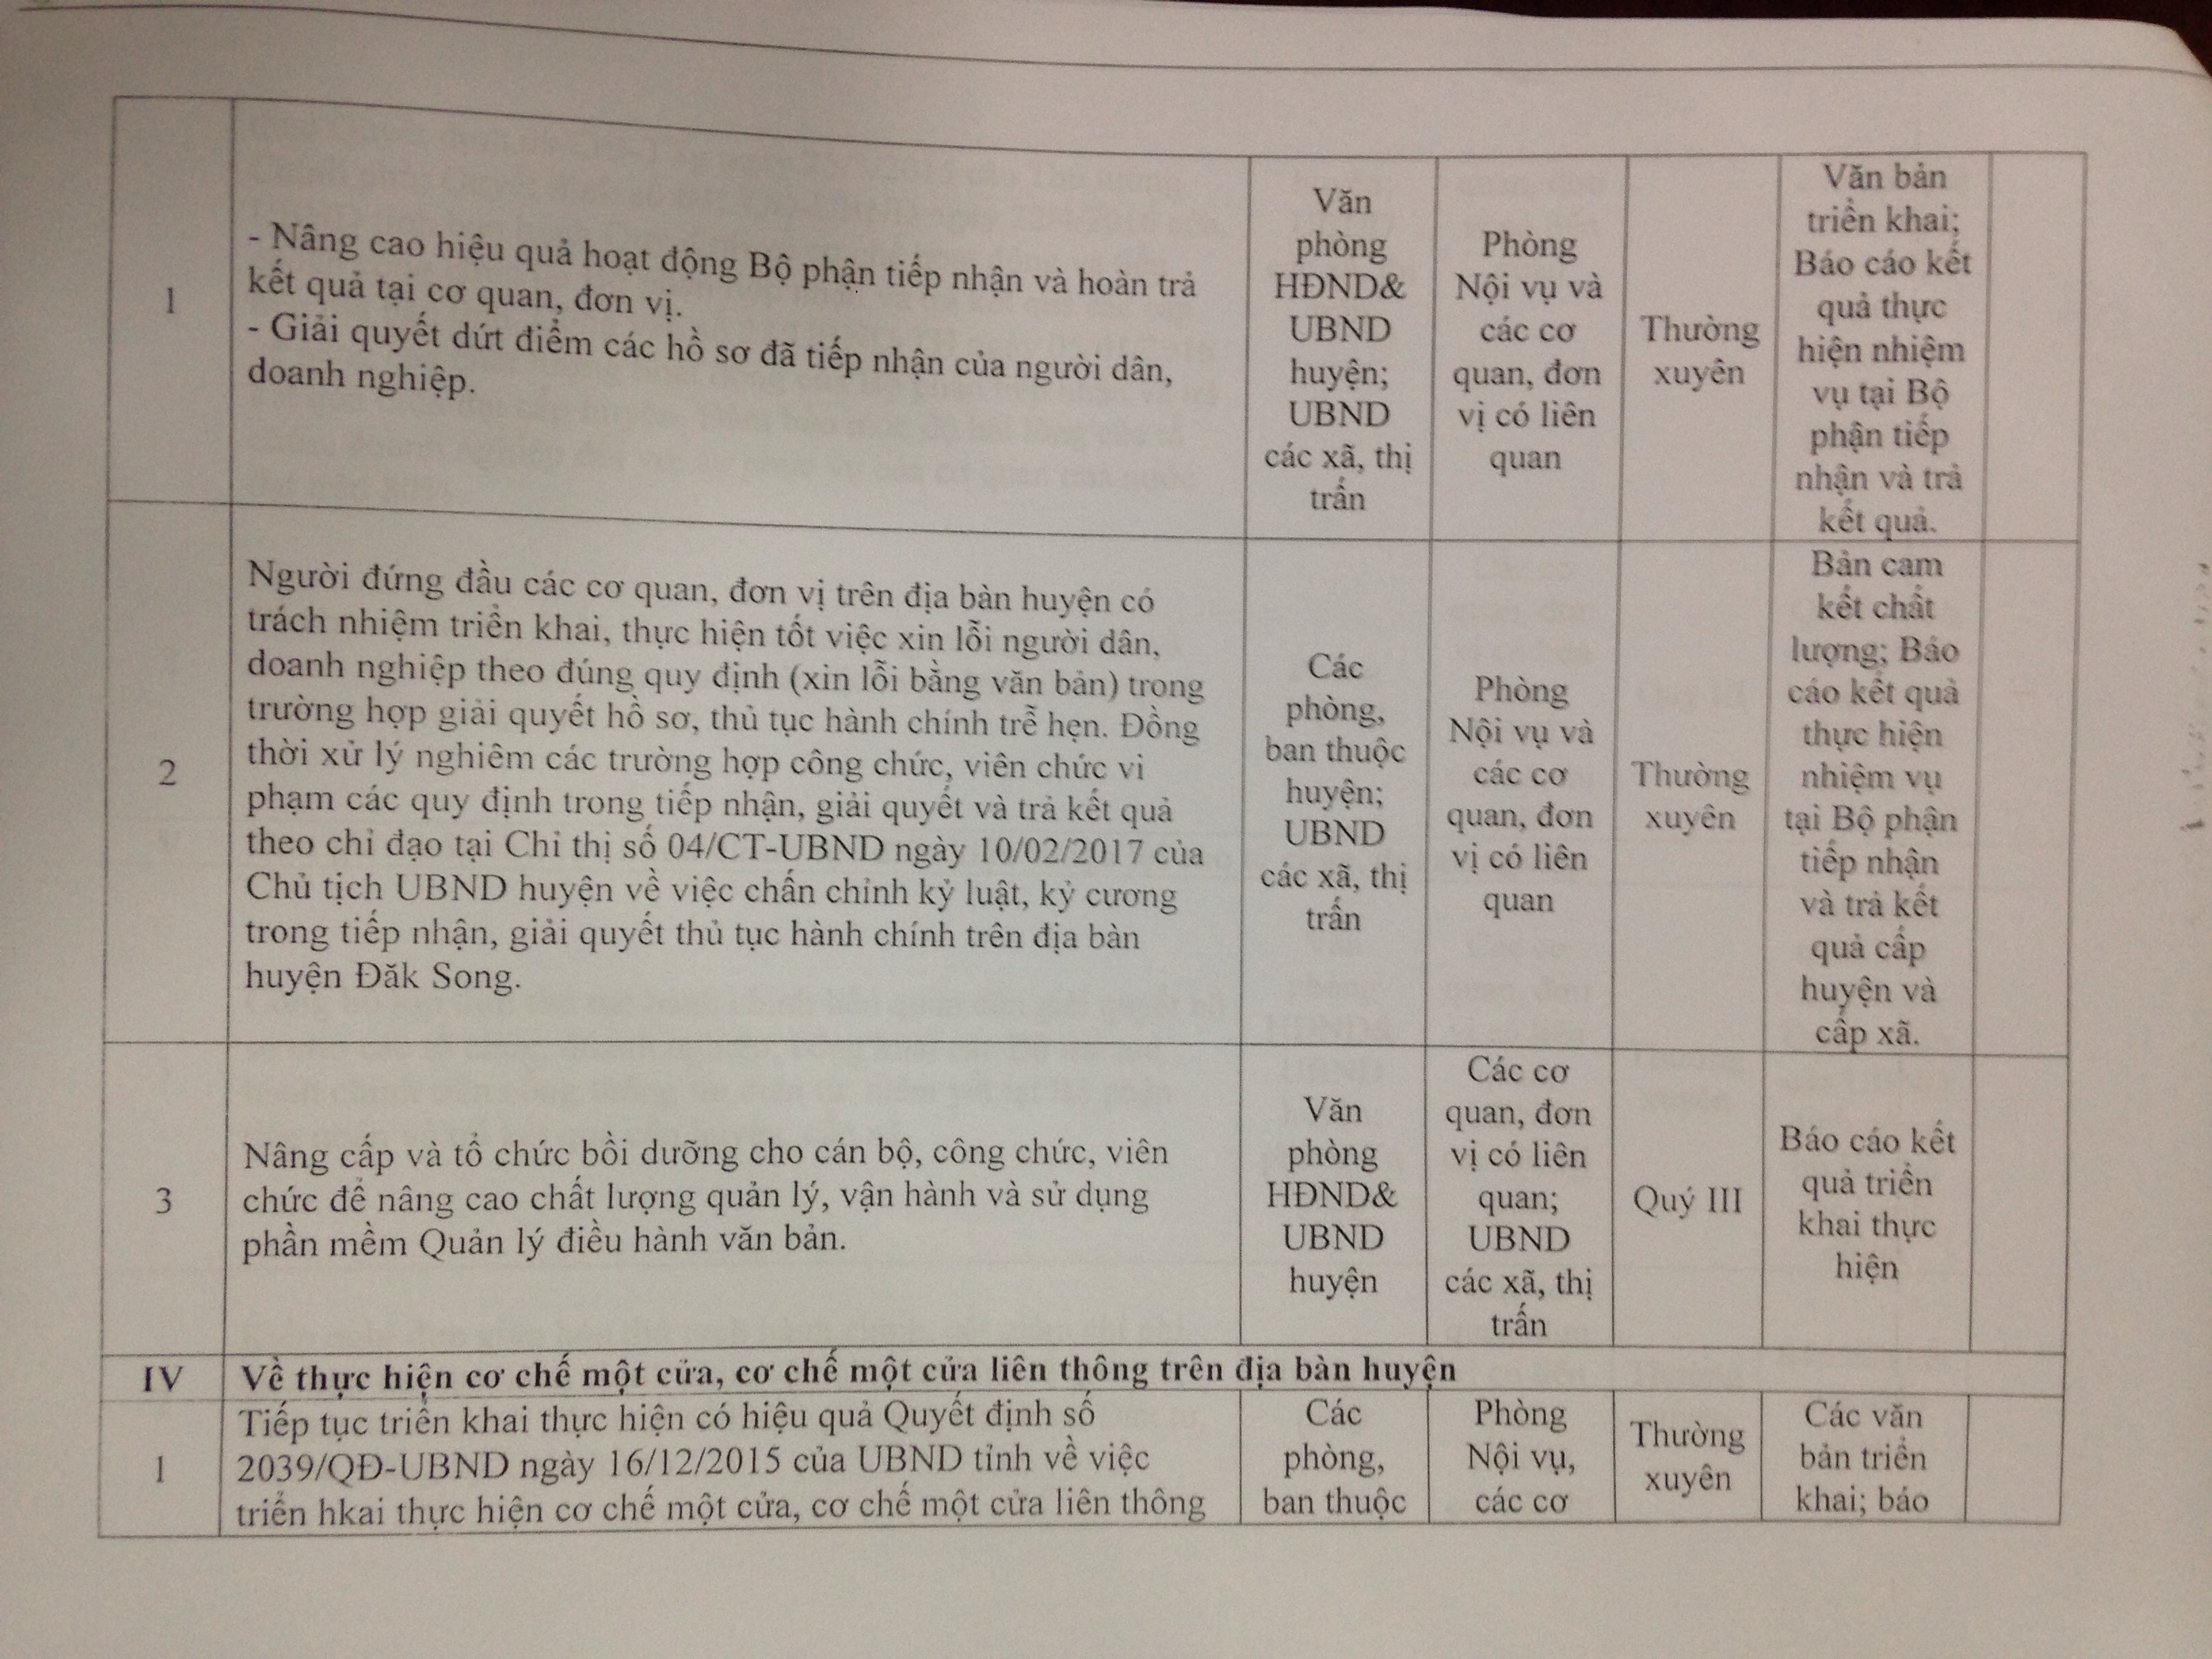 1
- Nâng cao hiệu quả hoạt động Bộ phận tiếp nhận và hoàn trả
kết quả tại cơ quan, đơn vị.
- Giải quyết dứt điểm các hồ sơ đã tiếp nhận của người dân,
doanh nghiệp.
Văn
phòng
HĐND&
UBND
huyện;
UBND
các xã, thị
trấn
Phòng
Nội vụ và
các cơ
quan, đơn
vị có liên
quan
Thường
xuyên
Văn bản
triển khai;
Báo cáo kết
quả thực
hiện nhiệm
vụ tại Bộ
phận tiếp
nhận và trả
kết quả.
2
Người đứng đầu các cơ quan, đơn vị trên địa bàn huyện có
trách nhiệm triển khai, thực hiện tốt việc xin lỗi người dân,
doanh nghiệp theo đúng quy định (xin lỗi bằng văn bản) trong
trường hợp giải quyết hồ sơ, thủ tục hành chính trễ hẹn. Đồng
thời xử lý nghiêm các trường hợp công chức, viên chức vi
phạm các quy định trong tiếp nhận, giải quyết và trả kết quả
theo chỉ đạo tại Chỉ thị số 04/CT-UBND ngày 10/02/2017 của
Chủ tịch UBND huyện về việc chấn chỉnh kỷ luật, kỷ cương
trong tiếp nhận, giải quyết thủ tục hành chính trên địa bàn
huyện Đăk Song.
Các
phòng,
ban thuộc
huyện;
UBND
các xã, thị
trấn
Phòng
Nội vụ và
các cơ
quan, đơn
vị có liên
quan
Thường
xuyên
Bản cam
kết chất
lượng; Báo
cáo kết quả
thực hiện
nhiệm vụ
tại Bộ phận
tiếp nhận
và trả kết
quả cấp
huyện và
cấp xã.
3
Nâng cấp và tổ chức bồi dưỡng cho cán bộ, công chức, viên
chức để nâng cao chất lượng quản lý, vận hành và sử dụng
phần mềm Quản lý điều hành văn bản.
Văn
phòng
HĐND&
UBND
huyện
Các cơ
quan, đơn
vị có liên
quan;
UBND
các xã, thị
trấn
Quý III
Báo cáo kết
quả triển
khai thực
hiện
IV Về thực hiện cơ chế một cửa, cơ chế một cửa liên thông trên địa bàn huyện
1
Tiếp tục triển khai thực hiện có hiệu quả Quyết định số
2039/QĐ-UBND ngày 16/12/2015 của UBND tỉnh về việc
triển hkai thực hiện cơ chế một cửa, cơ chế một cửa liên thông
Các
phòng,
ban thuộc
Phòng
Nội vụ,
các cơ
Thường
xuyên
Các văn
bản triển
khai; báo